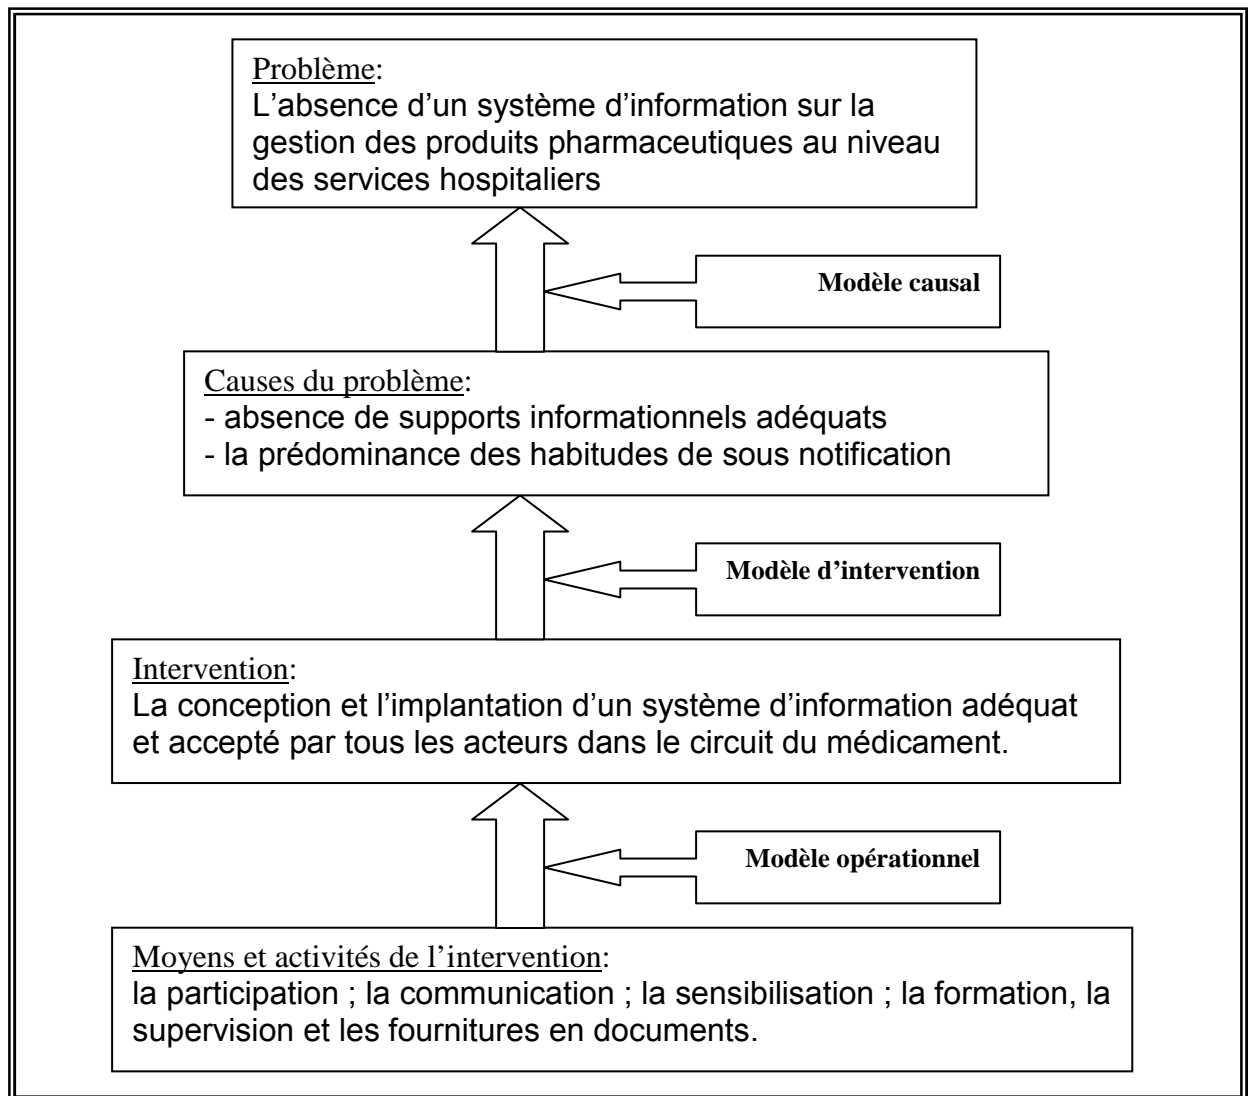 Problème:
L’absence d’un système d’information sur la
gestion des produits pharmaceutiques au niveau
des services hospitaliers
Modèle causal
Causes du problème:
- absence de supports informationnels adéquats
- la prédominance des habitudes de sous notification
Modèle d’intervention
Intervention:
La conception et l’implantation d’un système d’information adéquat
et accepté par tous les acteurs dans le circuit du médicament.
Modèle opérationnel
Moyens et activités de l’intervention:
la participation ; la communication ; la sensibilisation ; la formation, la
supervision et les fournitures en documents.